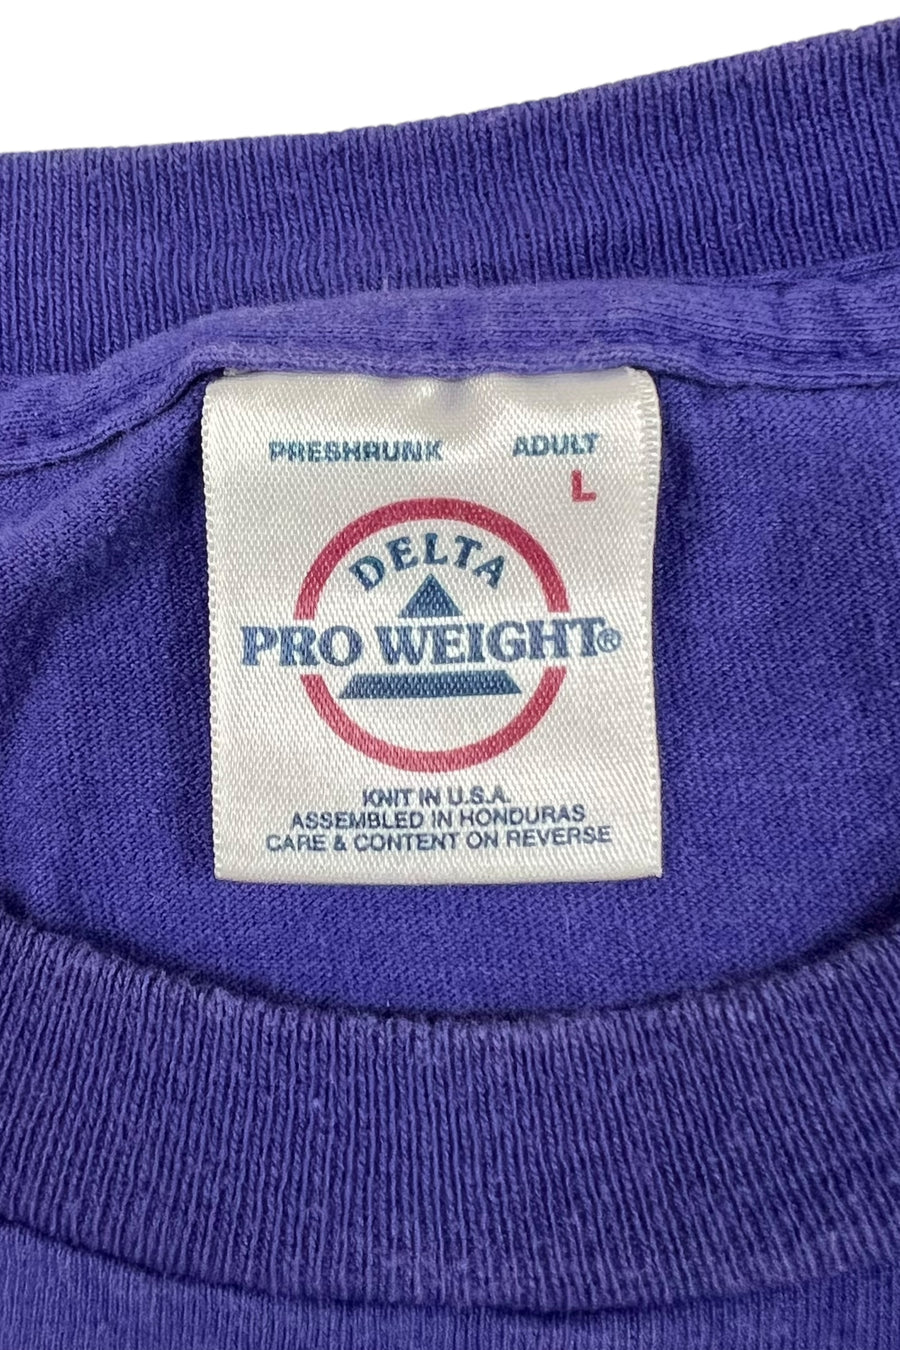 PRESHRUNK ADULT
L
DELTA
PRO WEIGHT®
KNIT IN U.S.A.
ASSEMBLED IN HONDURAS
CARE & CONTENT ON REVERSE